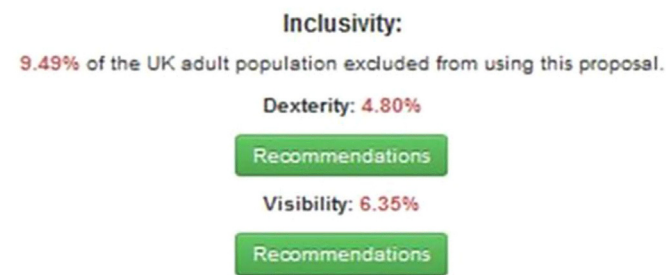 Inclusivity:
9.49% of the UK adult population excluded from using this proposal.
Dexterity: 4.80%
Recommendations
Visibility: 6.35%
Recommendations